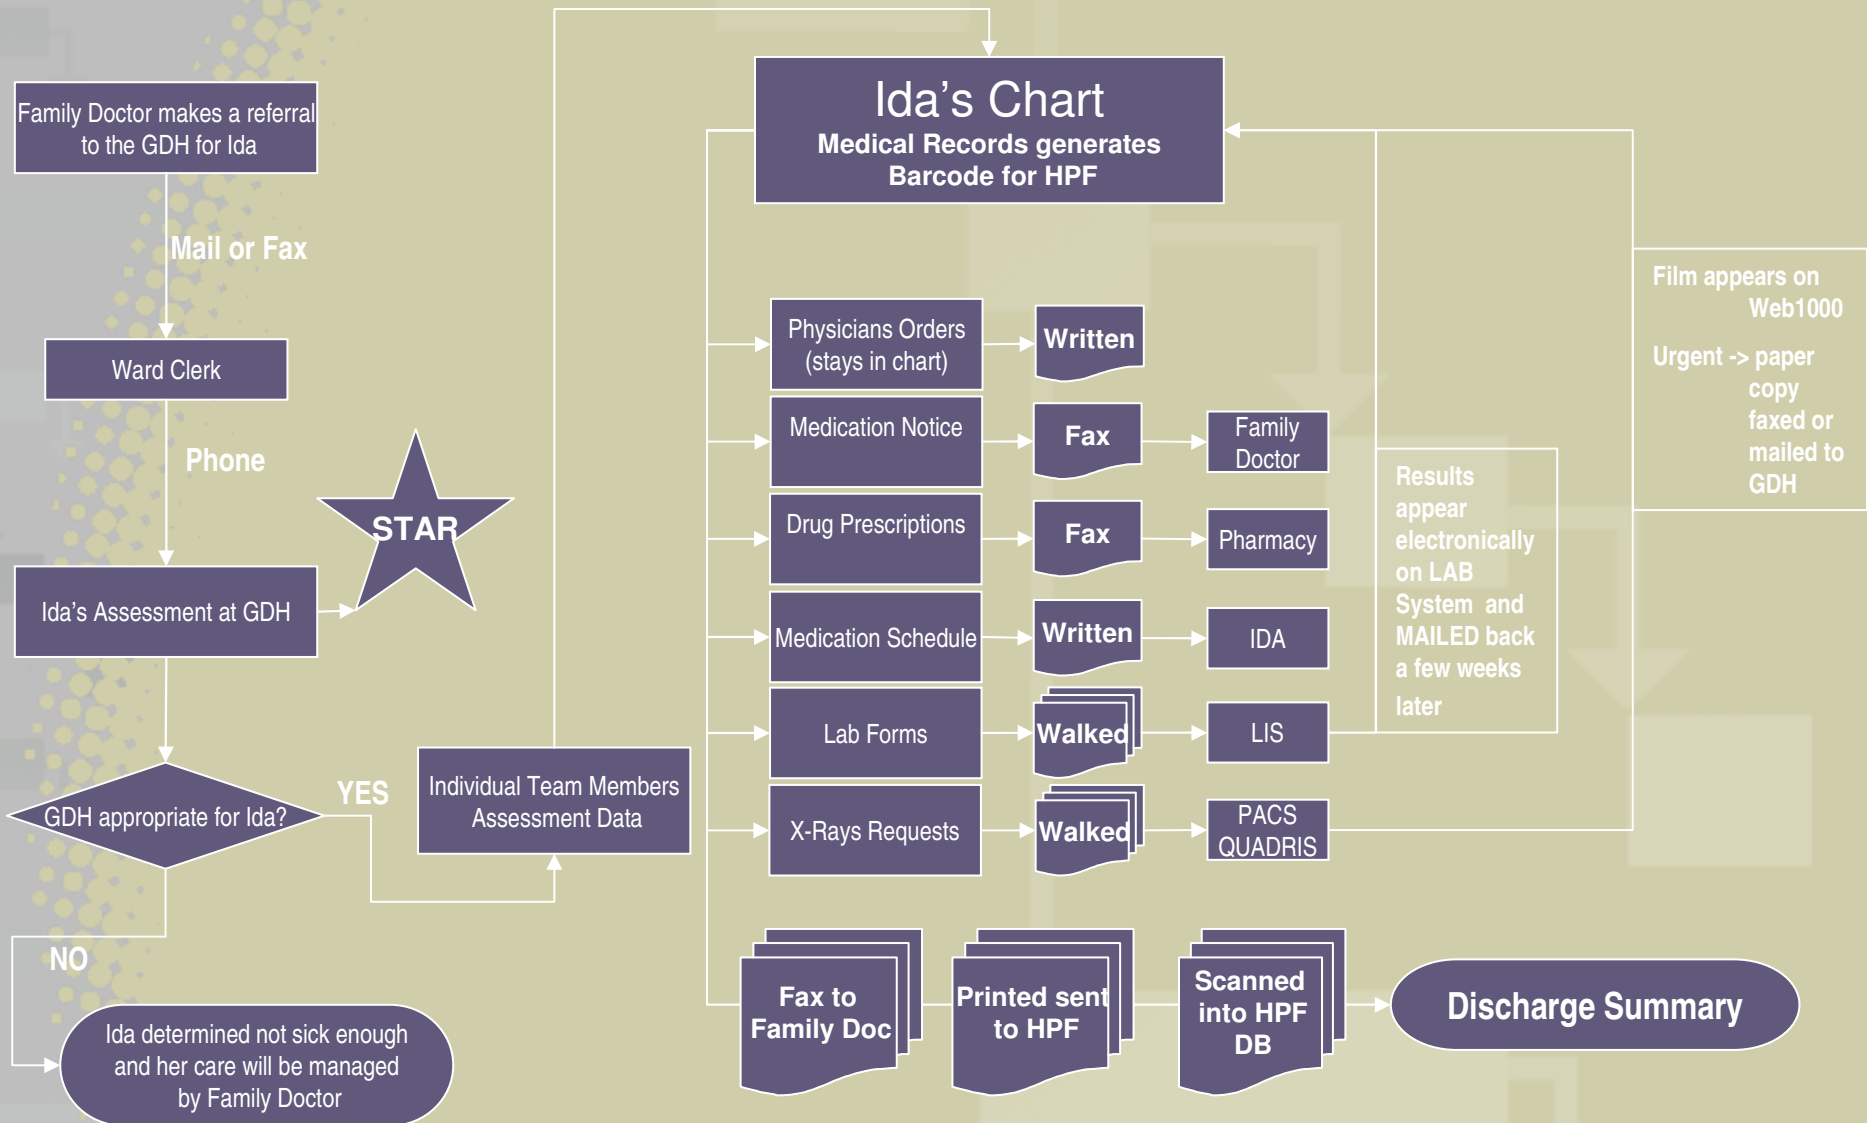 Family Doctor makes a referral
to the GDH for Ida
Mail or Fax
Ward Clerk
Phone
STAR
Ida's Assessment at GDH
GDH appropriate for Ida?
YES
NO
Ida determined not sick enough
and her care will be managed
by Family Doctor
Individual Team Members
Assessment Data
Ida's Chart
Medical Records generates
Barcode for HPF
Physicians Orders
(stays in chart)
Written
Medication Notice
Fax
Family
Doctor
Drug Prescriptions
Fax
Pharmacy
Medication Schedule
Written
IDA
Lab Forms
Walked
LIS
X-Rays Requests
Walked
PACS
QUADRIS
Results
appear
electronically
on LAB
System and
MAILED back
a few weeks
later
Film appears on
Web1000
Urgent -> paper
copy
faxed or
mailed to
GDH
Fax to
Family Doc
Printed sent
to HPF
Scanned
into HPF
DB
Discharge Summary